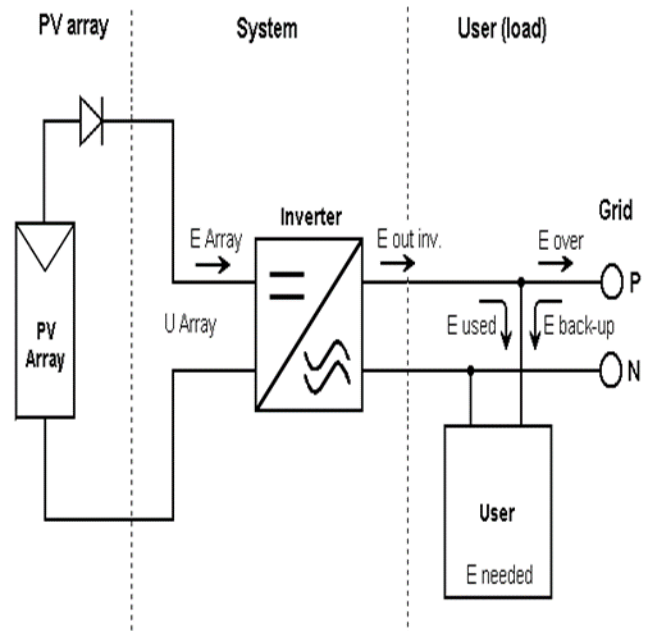 PV array
System
User (load)
Inverter
Grid
E Array
E out inv.
E over
P
U Array
E used
E back-up
PV
Array
N
User
E needed